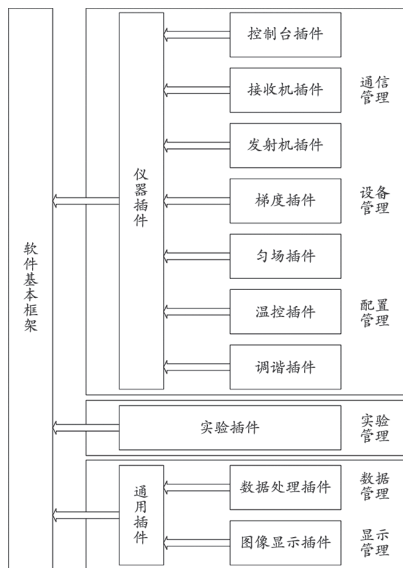 软件基本框架
仪器插件
控制台插件
接收机插件
发射机插件
梯度插件
匀场插件
温控插件
调谐插件
通信
管理
设备
管理
配置
管理
实验插件
实验
管理
通用插件
数据处理插件
图像显示插件
数据
管理
显示
管理